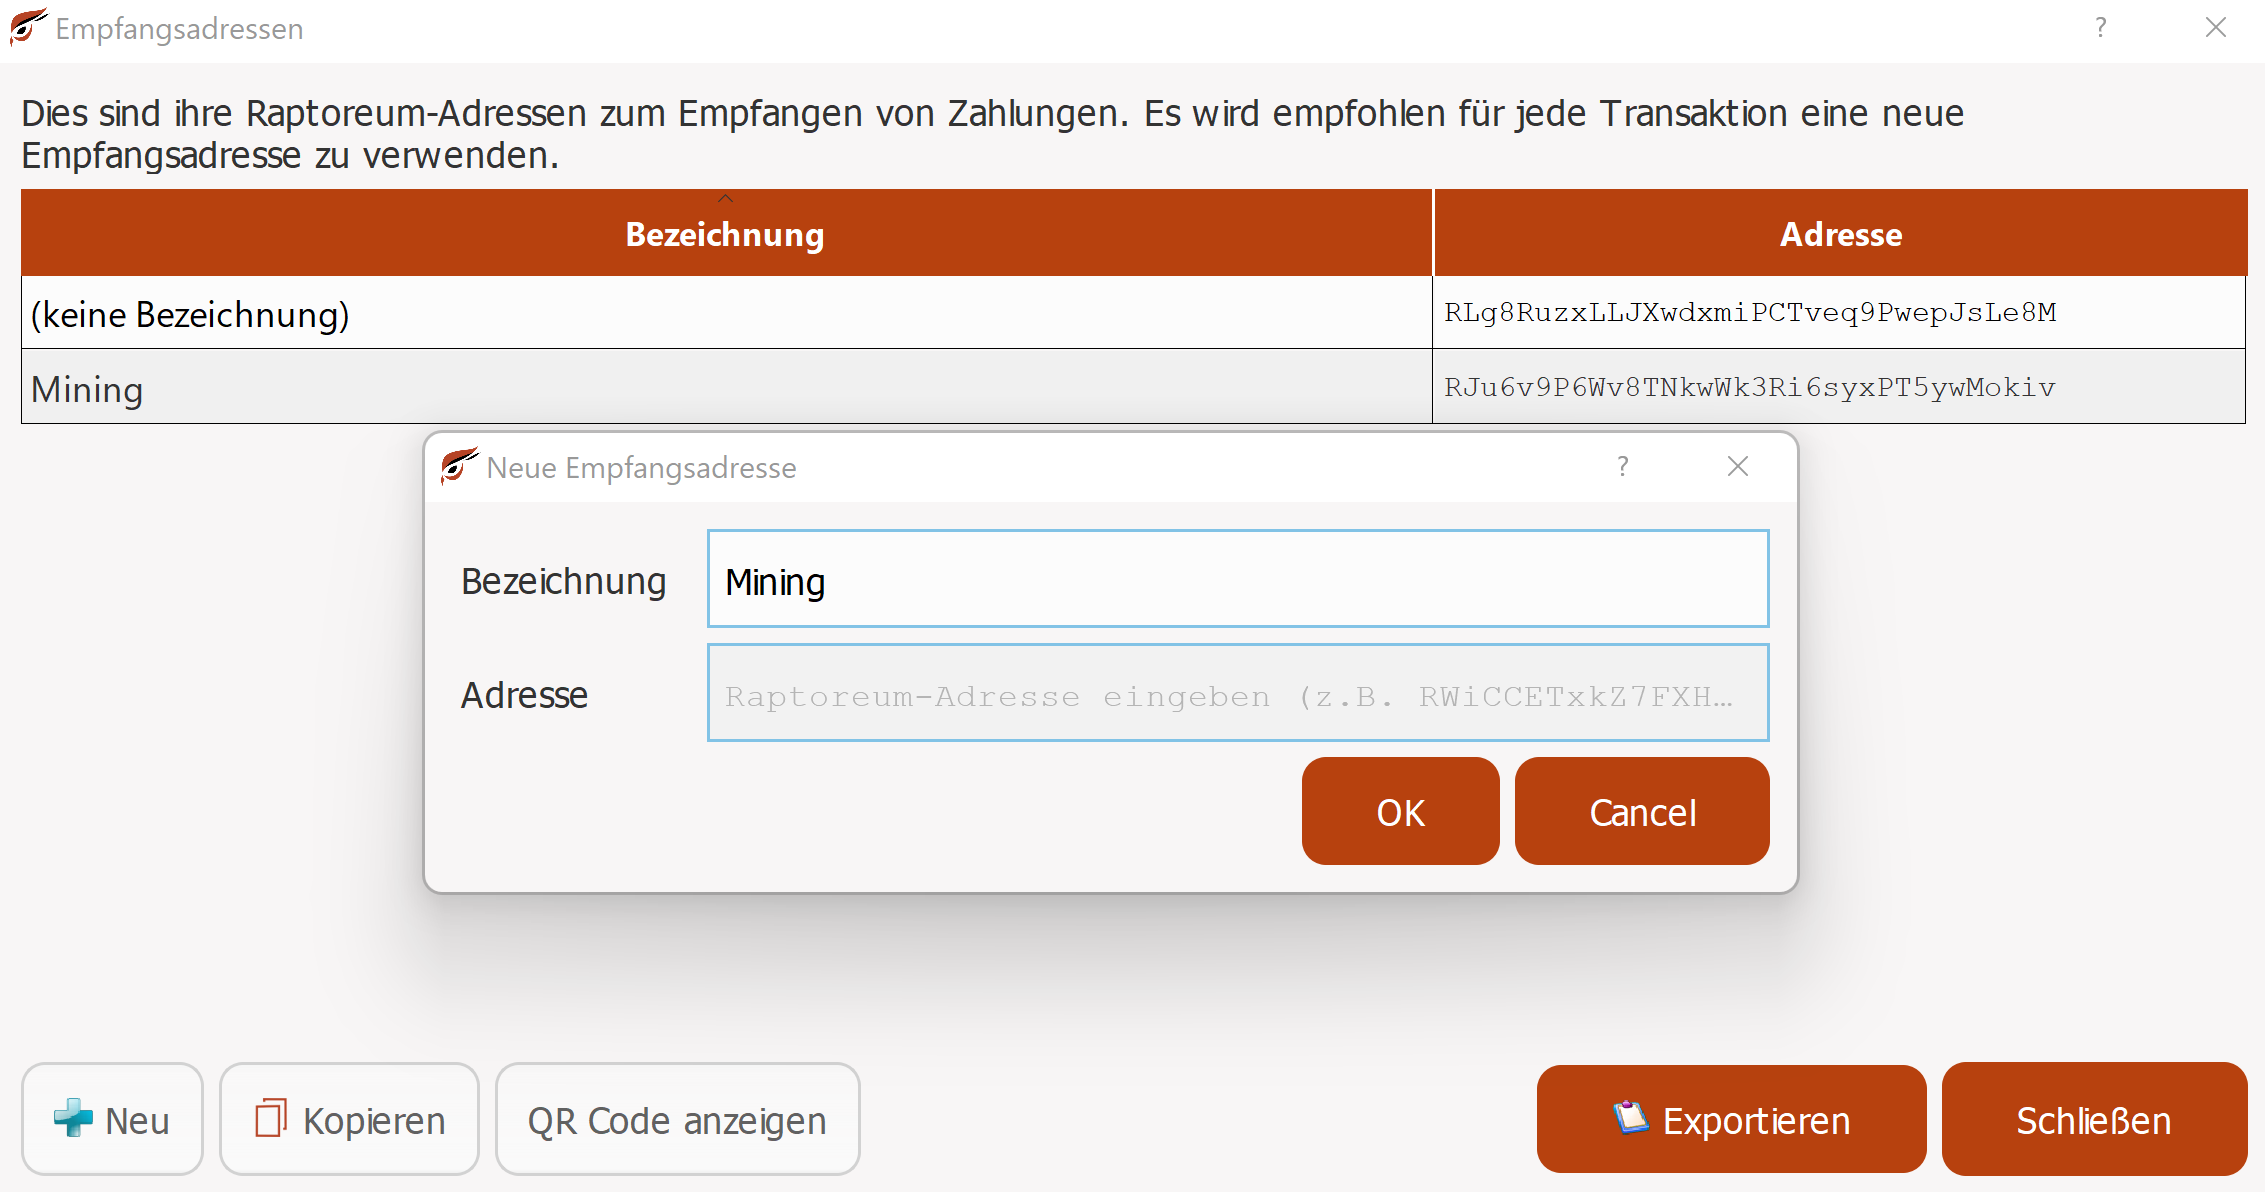 Empfangsadressen
Dies sind ihre Raptoreum-Adressen zum Empfangen von Zahlungen. Es wird empfohlen für jede Transaktion eine neue
Empfangsadresse zu verwenden.
Bezeichnung Adresse
(keine Bezeichnung) RLg8RuzxLLJXwdxmiPCTveq9PwepJsLe8M
Mining RJu6v9P6Wv8TNkwWk3Ri6syxPT5ywMokiv
Neue Empfangsadresse
Bezeichnung Mining
Adresse Raptoreum-Adresse eingeben (z.B. RWiCCETxkZ7FXH…
OK Cancel
Neu Kopieren QR Code anzeigen Exportieren Schließen